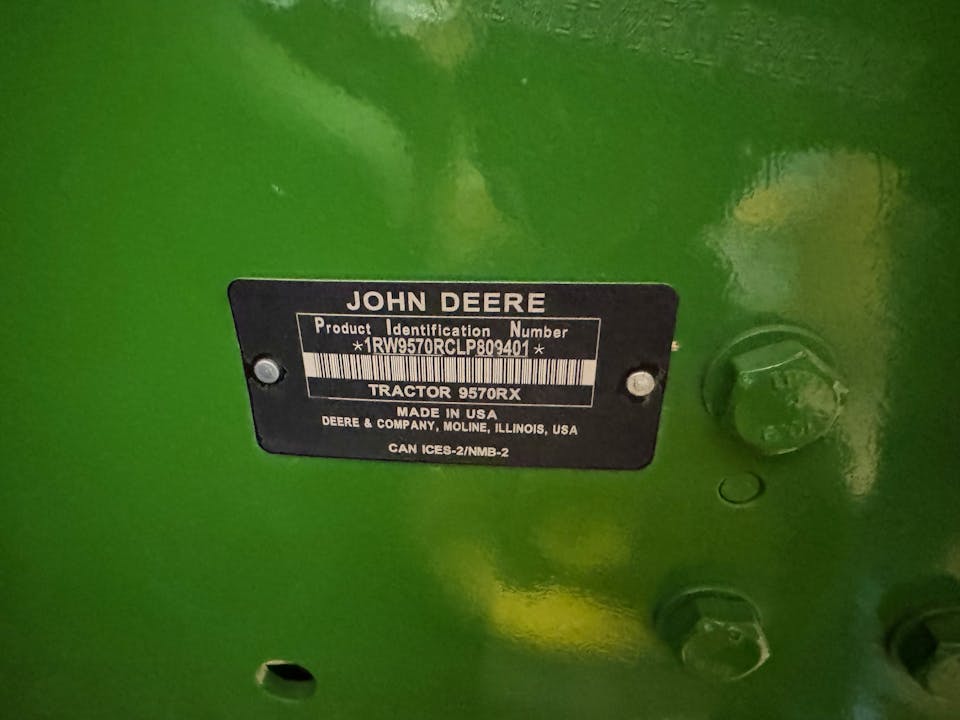 JOHN DEERE
Product Identification Number
*1RW9570RCLP809401*
TRACTOR 9570RX
MADE IN USA
DEERE & COMPANY, MOLINE, ILLINOIS, USA
CAN ICES-2/NMB-2